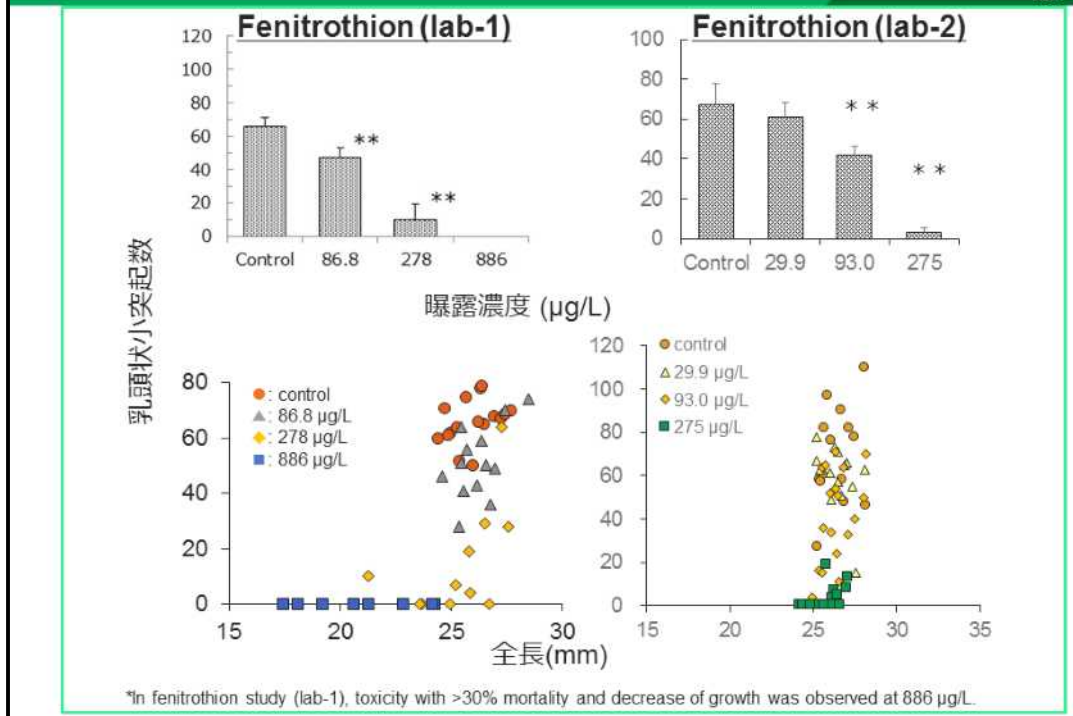 Fenitrothion (lab-1)
120
100
80
60
40
20
0
**
**
Control 86.8 278 886
Fenitrothion (lab-2)
100
80
60
40
20
0
* *
* *
Control 29.9 93.0 275
乳頭状小突起数
曝露濃度 (µg/L)
80
60
40
20
0
: control
: 86.8 µg/L
: 278 µg/L
: 886 µg/L
15 20 25 30
120
100
80
60
40
20
0
control
29.9 µg/L
93.0 µg/L
275 µg/L
15 20 25 30 35
全長(mm)
*In fenitrothion study (lab-1), toxicity with >30% mortality and decrease of growth was observed at 886 µg/L.